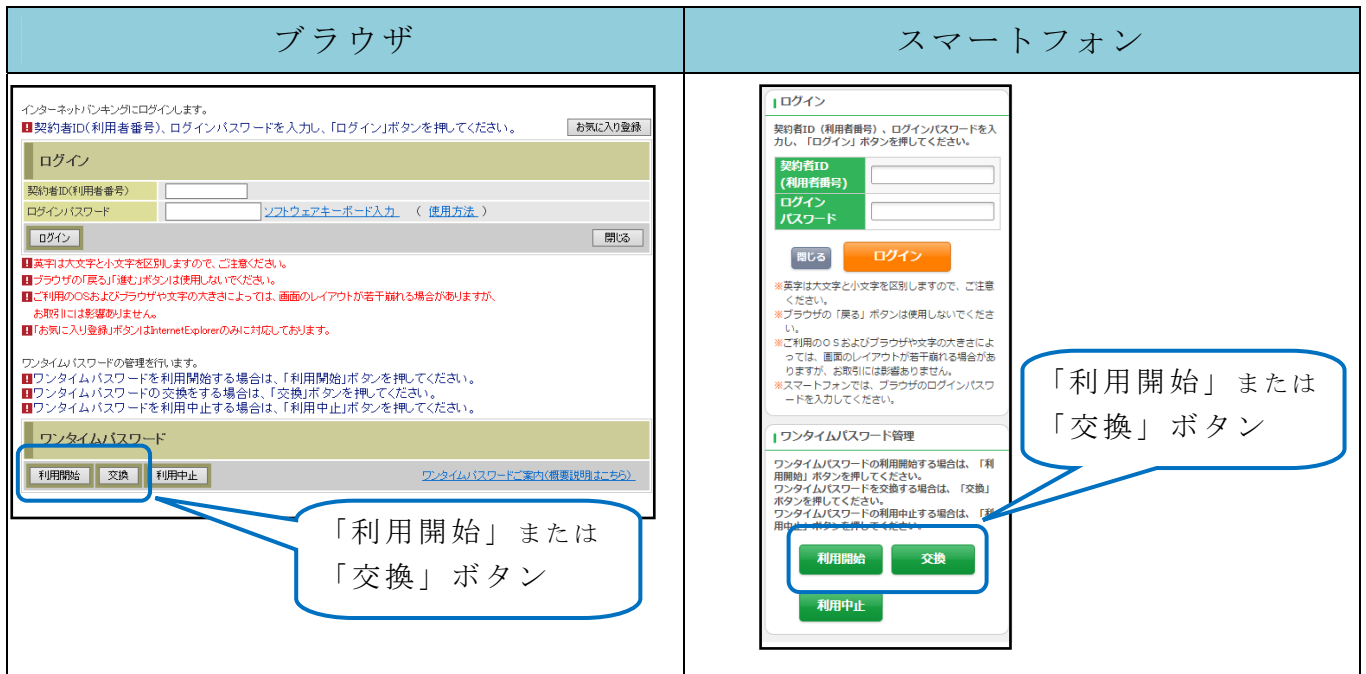 ブラウザ
インターネットバンキングにログインします。
契約者ID(利用者番号)、ログインパスワードを入力し、「ログイン」ボタンを押してください。
お気に入り登録
ログイン
契約者ID(利用者番号)
ログインパスワード
ソフトウェアキーボード入力 （ 使用方法 ）
ログイン
閉じる
英字は大文字と小文字を区別しますので、ご注意ください。
ブラウザの「戻る」「進む」ボタンは使用しないでください。
ご利用のOSおよびブラウザや文字の大きさによっては、画面のレイアウトが若干崩れる場合がありますが、
お取引には影響ありません。
「お気に入り登録」ボタンはInternetExplorerのみに対応しております。
ワンタイムパスワードの管理を行います。
ワンタイムパスワードを利用開始する場合は、「利用開始」ボタンを押してください。
ワンタイムパスワードの交換をする場合は、「交換」ボタンを押してください。
ワンタイムパスワードを利用中止する場合は、「利用中止」ボタンを押してください。
ワンタイムパスワード
利用開始 交換 利用中止
ワンタイムパスワードご案内(概要説明はこちら)
「利用開始」または
「交換」ボタン
スマートフォン
ログイン
契約者ID（利用者番号）、ログインパスワードを入
力し、「ログイン」ボタンを押してください。
契約者ID
(利用者番号)
ログイン
パスワード
閉じる ログイン
※英字は大文字と小文字を区別しますので、ご注意
ください。
※ブラウザの「戻る」ボタンは使用しないでくださ
い。
※ご利用のＯＳおよびブラウザや文字の大きさによ
っては、画面のレイアウトが若干崩れる場合があ
りますが、お取引には影響ありません。
※スマートフォンでは、ブラウザのログインパスワ
ードを入力してください。
ワンタイムパスワード管理
ワンタイムパスワードの利用開始する場合は、「利
用開始」ボタンを押してください。
ワンタイムパスワードを交換する場合は、「交換」
ボタンを押してください。
ワンタイムパスワードの利用中止する場合は、「利
用中止」ボタンを押してください。
利用開始 交換
利用中止
「利用開始」または
「交換」ボタン